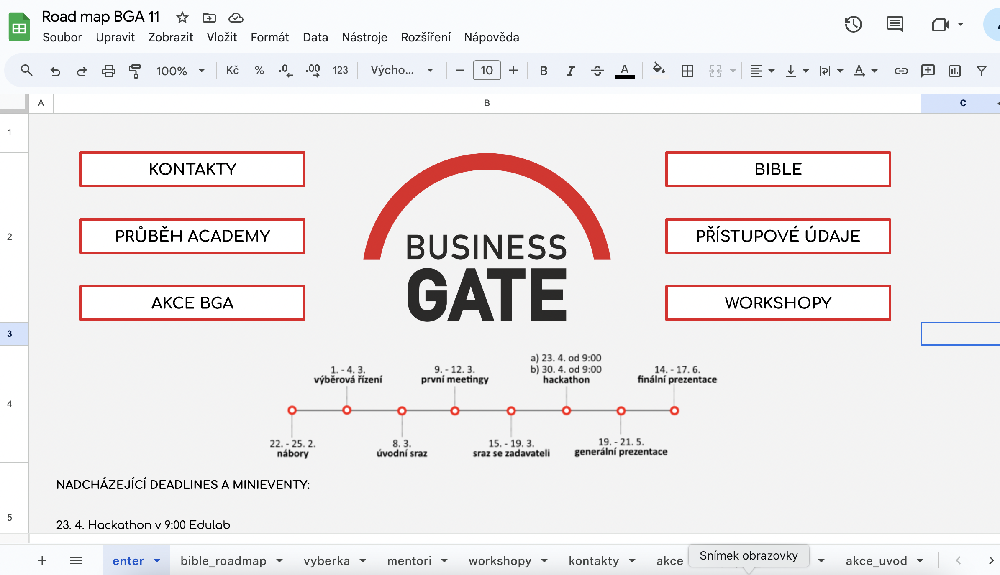 Road map BGA 11
Soubor Upravit Zobrazit Vložit Formát Data Nástroje Rozšíření Nápověda
100% Kč % .0 .00 123 Výcho... 10 B I A A
A B C
1
KONTAKTY
BIBLE
2
PRŮBĚH ACADEMY
PŘÍSTUPOVÉ ÚDAJE
AKCE BGA
WORKSHOPY
BUSINESS
GATE
3
4
1. - 4. 3.
výběrová řízení
9. - 12. 3.
první meetingy
a) 23. 4. od 9:00
b) 30. 4. od 9:00
hackathon
14. - 17. 6.
finální prezentace
22. - 25. 2.
nábory
8. 3.
úvodní sraz
15. - 19. 3.
sraz se zadavateli
19. - 21. 5.
generální prezentace
5
NADCHÁZEJÍCÍ DEADLINES A MINIEVENTY:
23. 4. Hackathon v 9:00 Edulab
Snímek obrazovky
enter bible_roadmap vyberka mentori workshopy kontakty akce akce_uvod